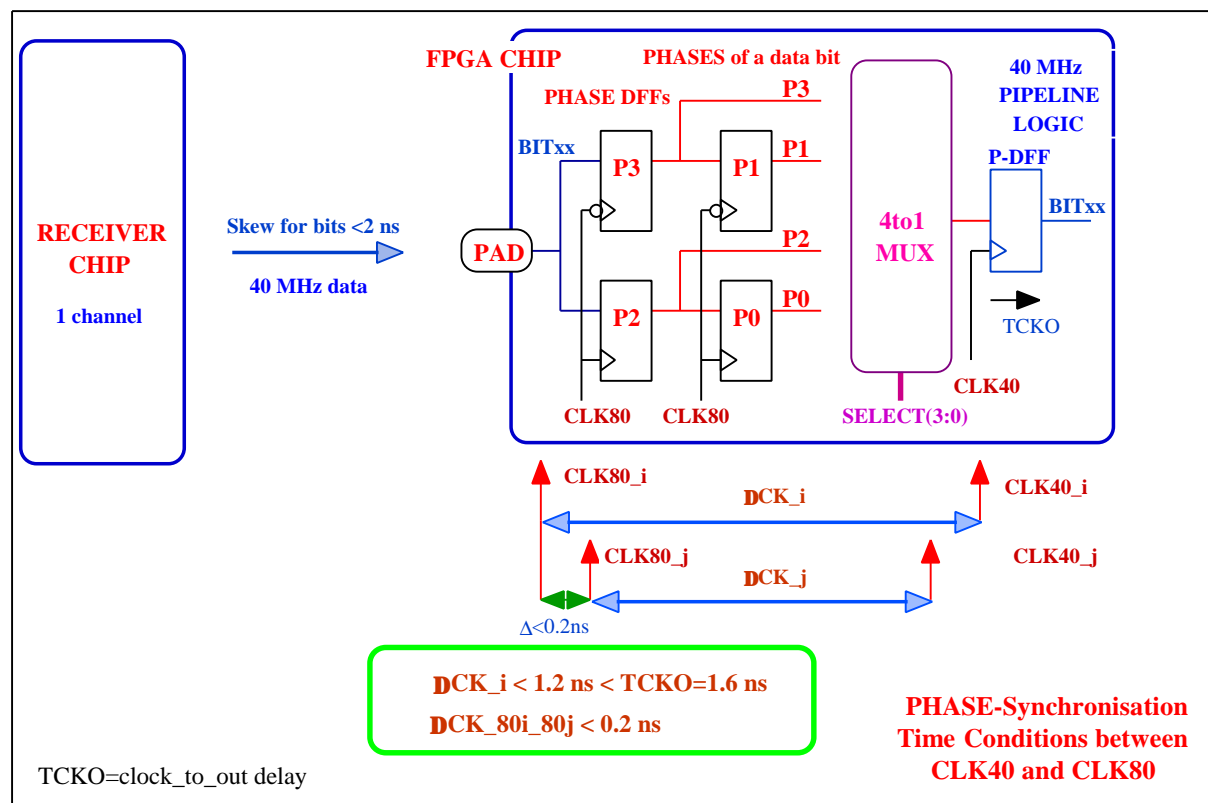 FPGA CHIP
PHASES of a data bit
40 MHz
PIPELINE
LOGIC
PHASE DFFs
P3
BITxx
P3
P1
P1
P-DFF
BITxx
RECEIVER
CHIP
1 channel
Skew for bits <2 ns
40 MHz data
PAD
P2
4to1
MUX
P2
P0
P0
TCKO
CLK80
CLK80
SELECT(3:0)
CLK40
CLK80_i
DCK_i
CLK40_i
CLK80_j
DCK_j
CLK40_j
Δ<0.2ns
DCK_i < 1.2 ns < TCKO=1.6 ns
DCK_80i_80j < 0.2 ns
PHASE-Synchronisation
Time Conditions between
CLK40 and CLK80
TCKO=clock_to_out delay